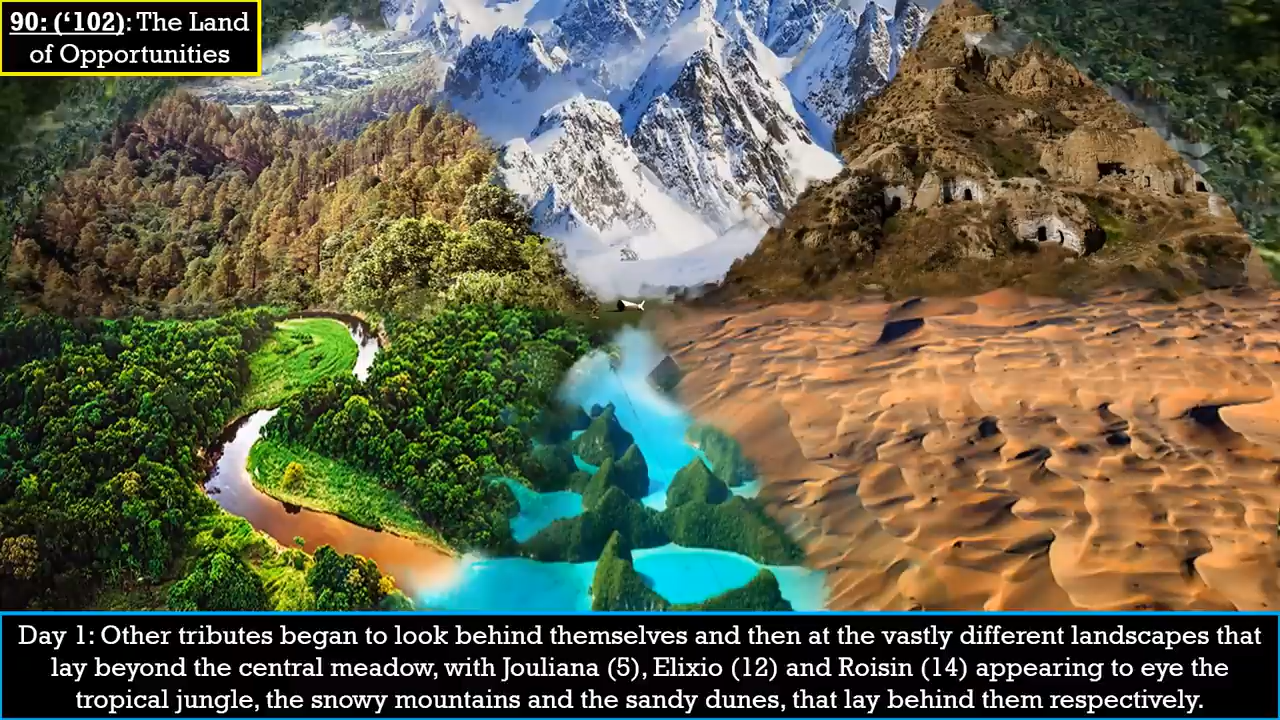 90: (‘102): The Land
of Opportunities
Day 1: Other tributes began to look behind themselves and then at the vastly different landscapes that
lay beyond the central meadow, with Jouliana (5), Elixio (12) and Roisin (14) appearing to eye the
tropical jungle, the snowy mountains and the sandy dunes, that lay behind them respectively.